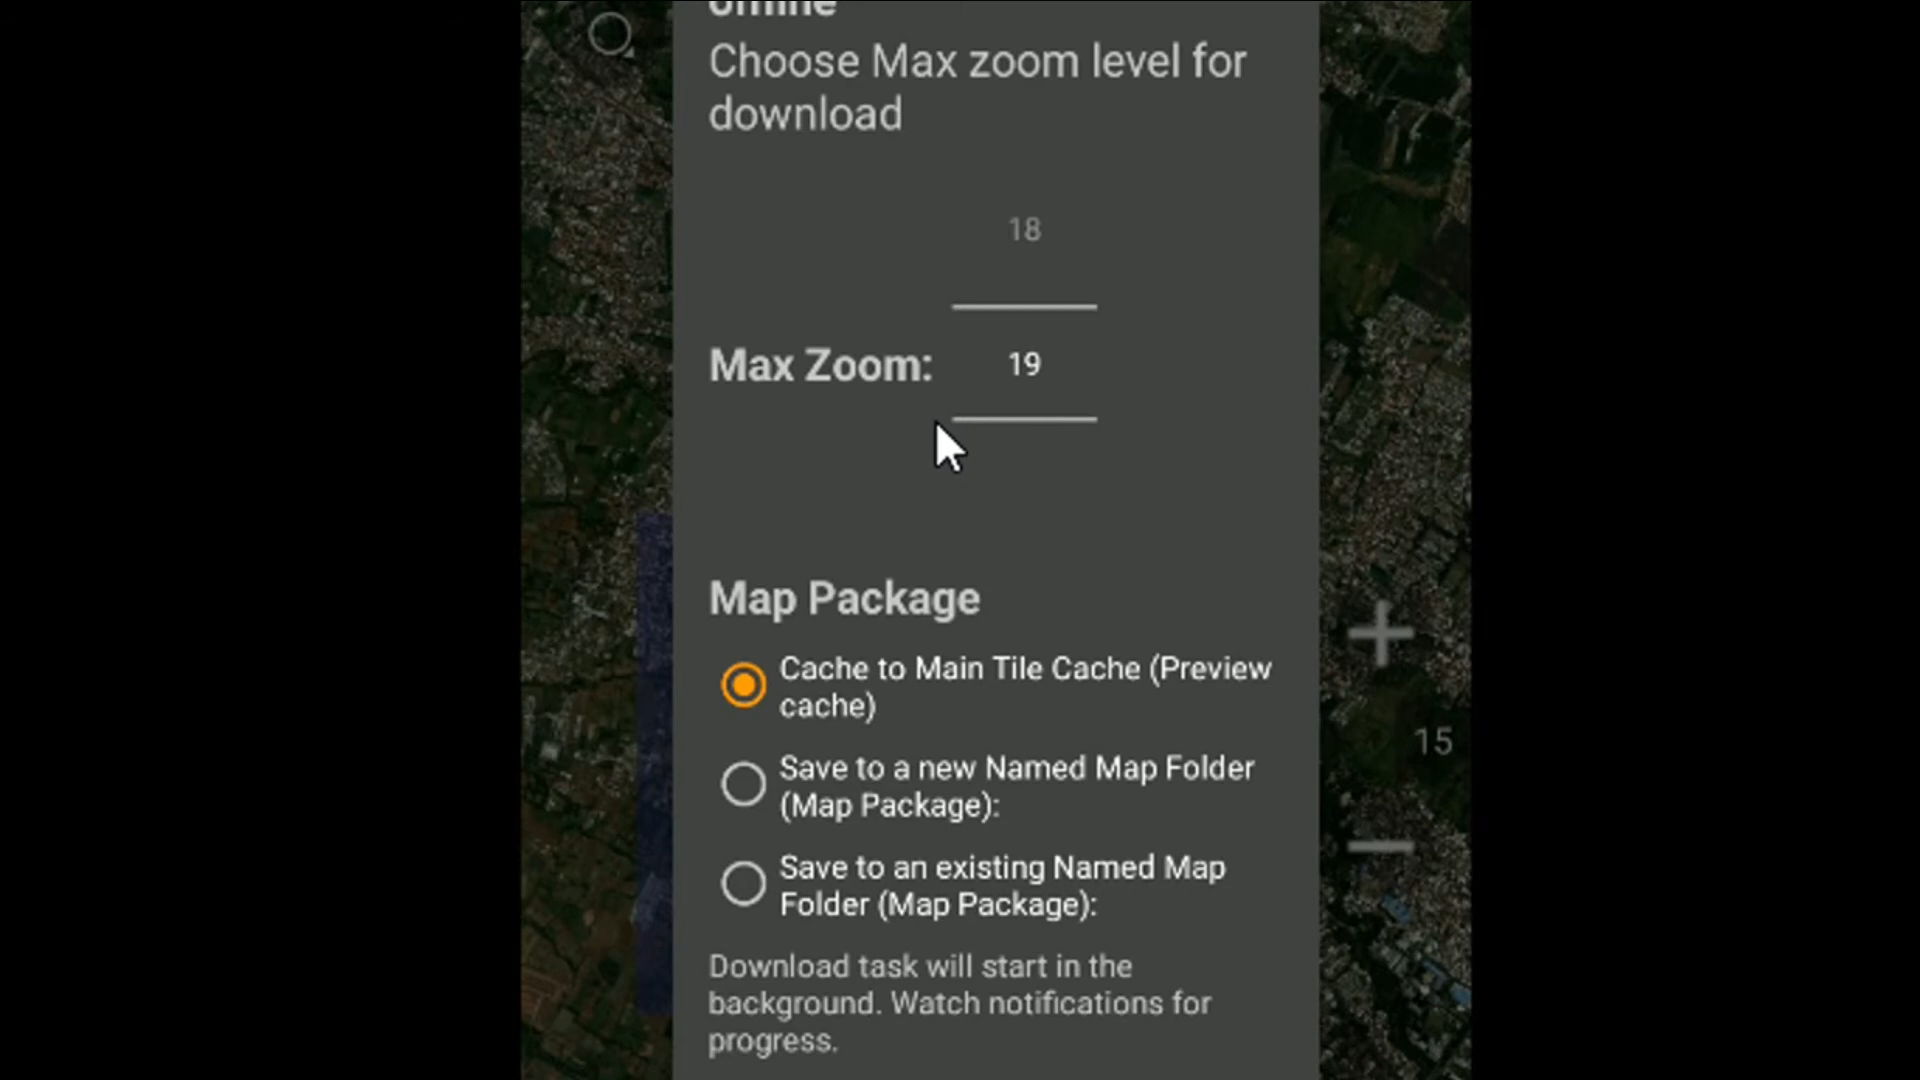 offline
Choose Max zoom level for
download
18
Max Zoom: 19
Map Package
Cache to Main Tile Cache (Preview
cache)
Save to a new Named Map Folder
(Map Package):
Save to an existing Named Map
Folder (Map Package):
15
Download task will start in the
background. Watch notifications for
progress.